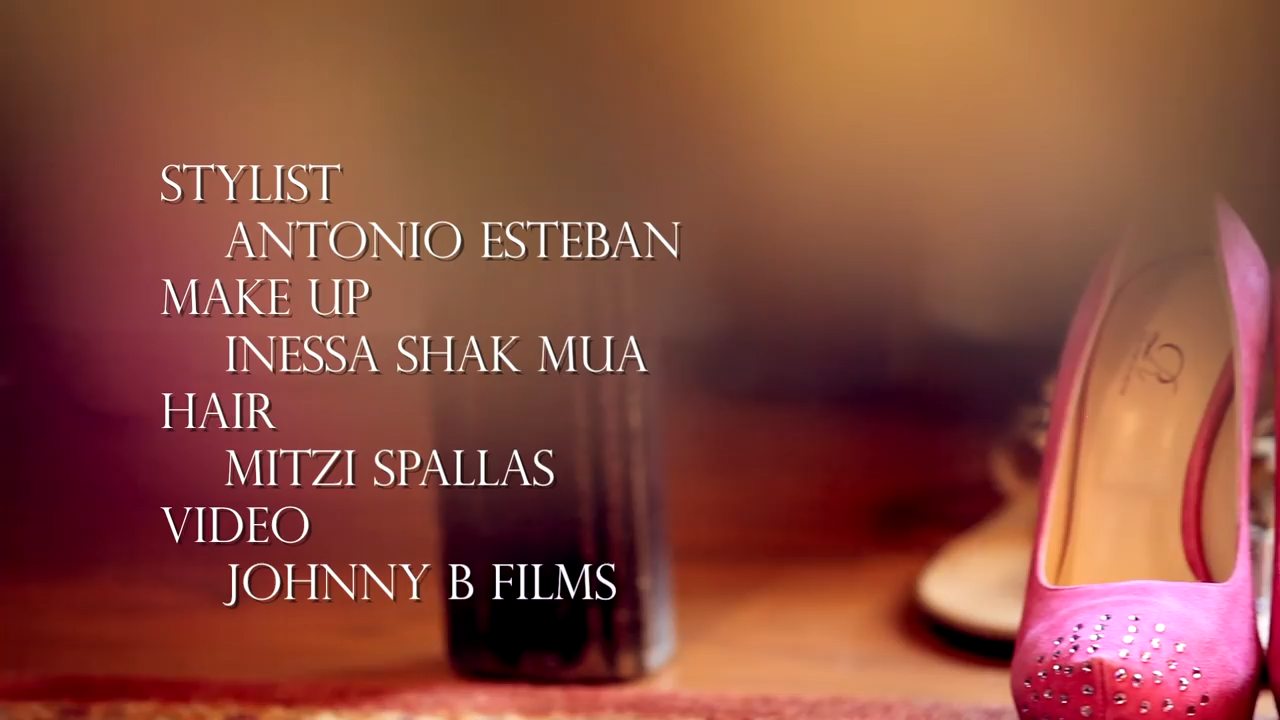 STYLIST
ANTONIO ESTEBAN
MAKE UP
INESSA SHAK MUA
HAIR
MITZI SPALLAS
VIDEO
JOHNNY B FILMS